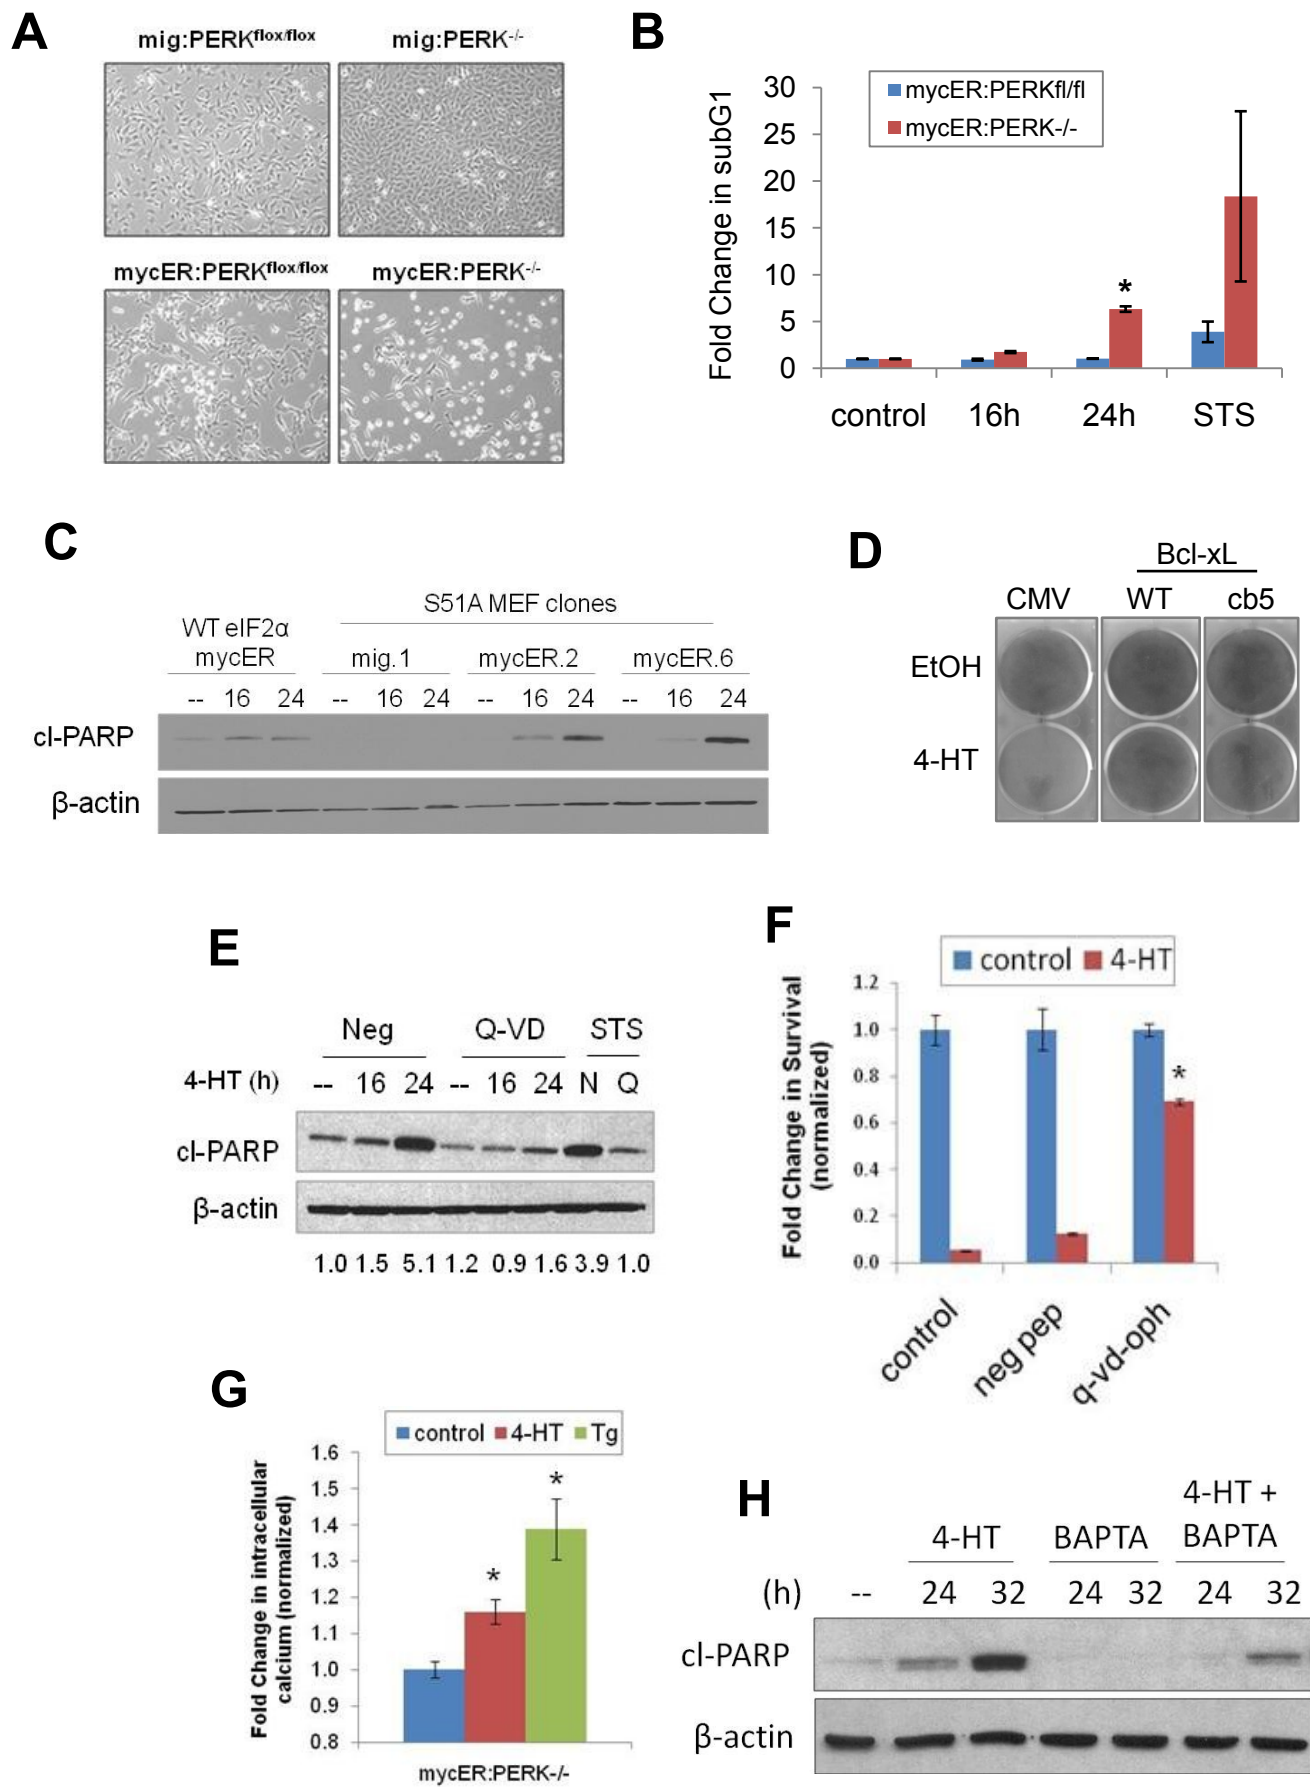 A
mig:PERKflox/flox
mig:PERK-/-
mycER:PERKflox/flox
mycER:PERK-/-
B
Fold Change in subG1
30
25
20
15
10
5
0
mycER:PERKfl/fl
mycER:PERK-/-
*
control 16h 24h STS
C
S51A MEF clones
WT eIF2α
mycER
mig.1 mycER.2 mycER.6
-- 16 24 -- 16 24 -- 16 24 -- 16 24
cl-PARP
β-actin
D
Bcl-xL
CMV WT cb5
EtOH
4-HT
E
Neg Q-VD STS
4-HT (h) -- 16 24 -- 16 24 N Q
cl-PARP
β-actin
1.0 1.5 5.1 1.2 0.9 1.6 3.9 1.0
F
control 4-HT
Fold Change in Survival
(normalized)
1.2
1.0
0.8
0.6
0.4
0.2
0.0
*
control
neg pep
q-vd-oph
G
control 4-HT Tg
Fold Change in intracellular
calcium (normalized)
1.6
1.5
1.4
1.3
1.2
1.1
1.0
0.9
0.8
*
*
mycER:PERK-/-
H
4-HT +
4-HT BAPTA BAPTA
(h) -- 24 32 24 32 24 32
cl-PARP
β-actin